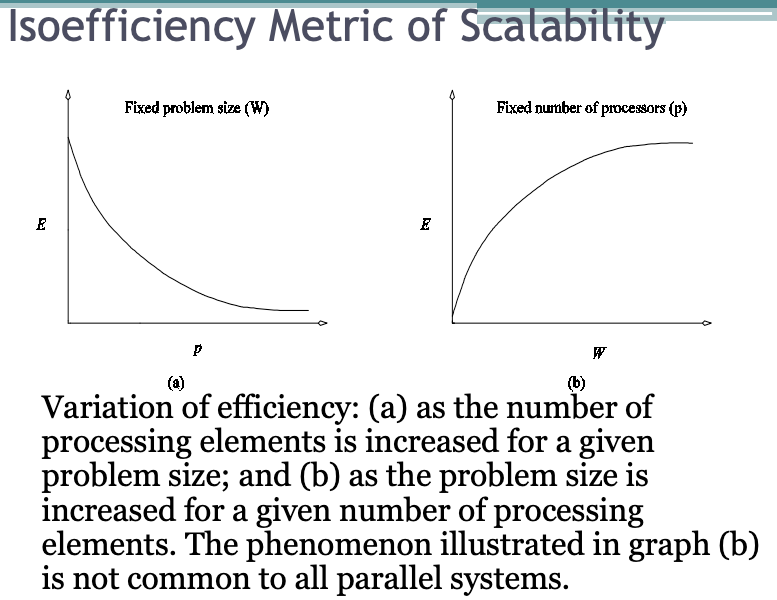 Isoefficiency Metric of Scalability
Fixed problem size (W)
E
p
(a)
Fixed number of processors (p)
E
W
(b)
Variation of efficiency: (a) as the number of
processing elements is increased for a given
problem size; and (b) as the problem size is
increased for a given number of processing
elements. The phenomenon illustrated in graph (b)
is not common to all parallel systems.